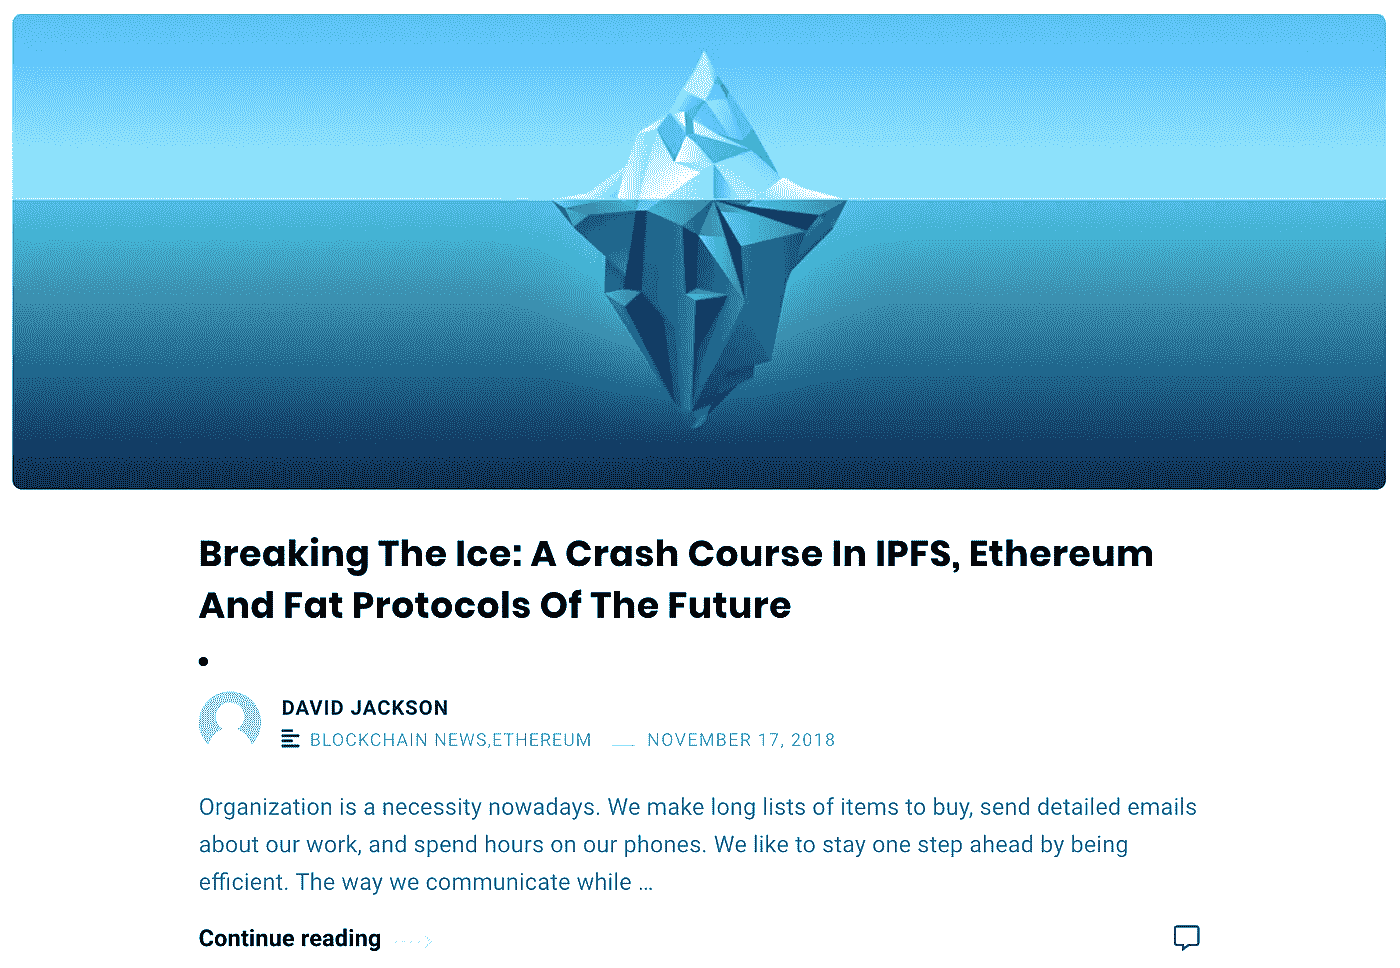 Breaking The Ice: A Crash Course In IPFS, Ethereum
And Fat Protocols Of The Future
DAVID JACKSON
BLOCKCHAIN NEWS,ETHEREUM
NOVEMBER 17, 2018
Organization is a necessity nowadays. We make long lists of items to buy, send detailed emails
about our work, and spend hours on our phones. We like to stay one step ahead by being
efficient. The way we communicate while ...
Continue reading